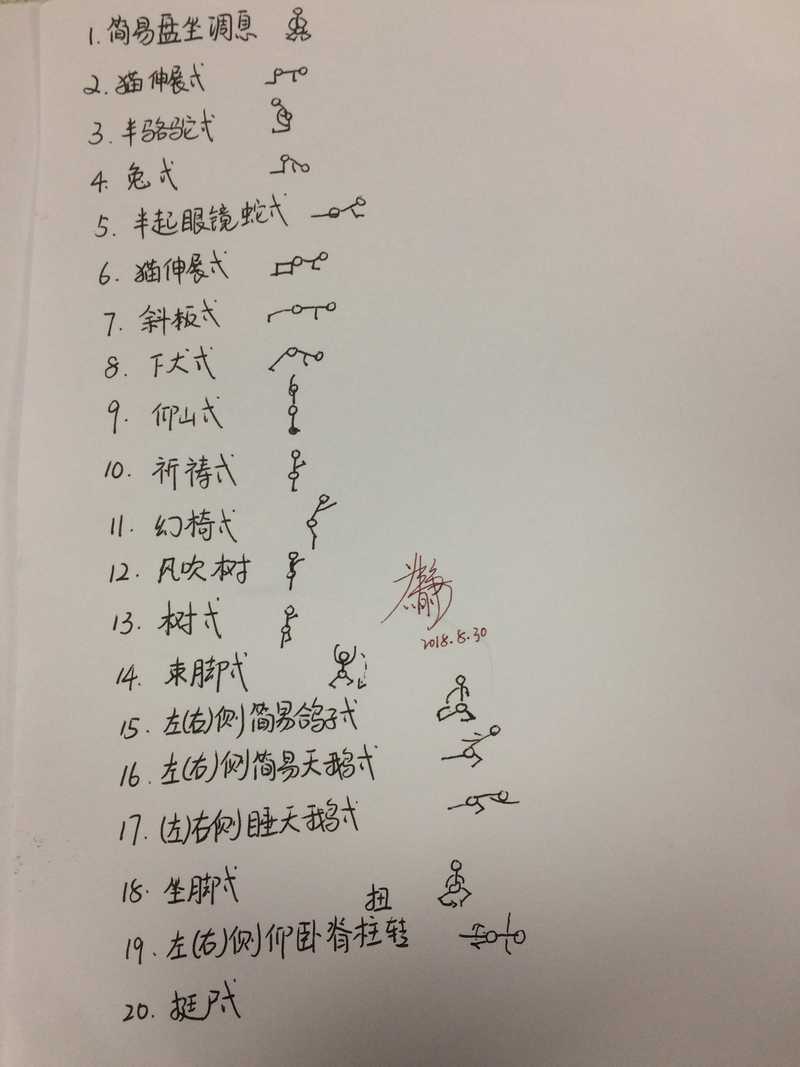 1. 简易盘坐调息
2. 猫伸展式
3. 半骆驼式
4. 兔式
5. 半起眼镜蛇式
6. 猫伸展式
7. 斜板式
8. 下犬式
9. 仰山式
10. 祈祷式
11. 幻椅式
12. 风吹树
13. 树式
2018.8.30
14. 束脚式
15. 左(右)侧简易鸽子式
16. 左(右)侧简易天鹅式
17. (左)右侧睡天鹅式
18. 坐脚式
扭
19. 左(右)侧仰卧脊柱转
20. 挺尸式